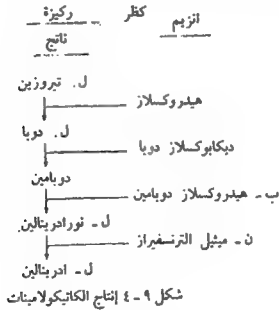 ركيزة كظر انزيم
ناتج
ل. تيروزين
هيدروكسلاز
ل. دوبا
ديكابوكسلاز دوبا
دوبامين
ب - هيدروكسلاز دوبامين
ل - نورادرينالين
ن - ميثيل الترنسفيراز
ل - ادرينالين
شكل ٩ - ٤ إنتاج الكاتيكولامينات